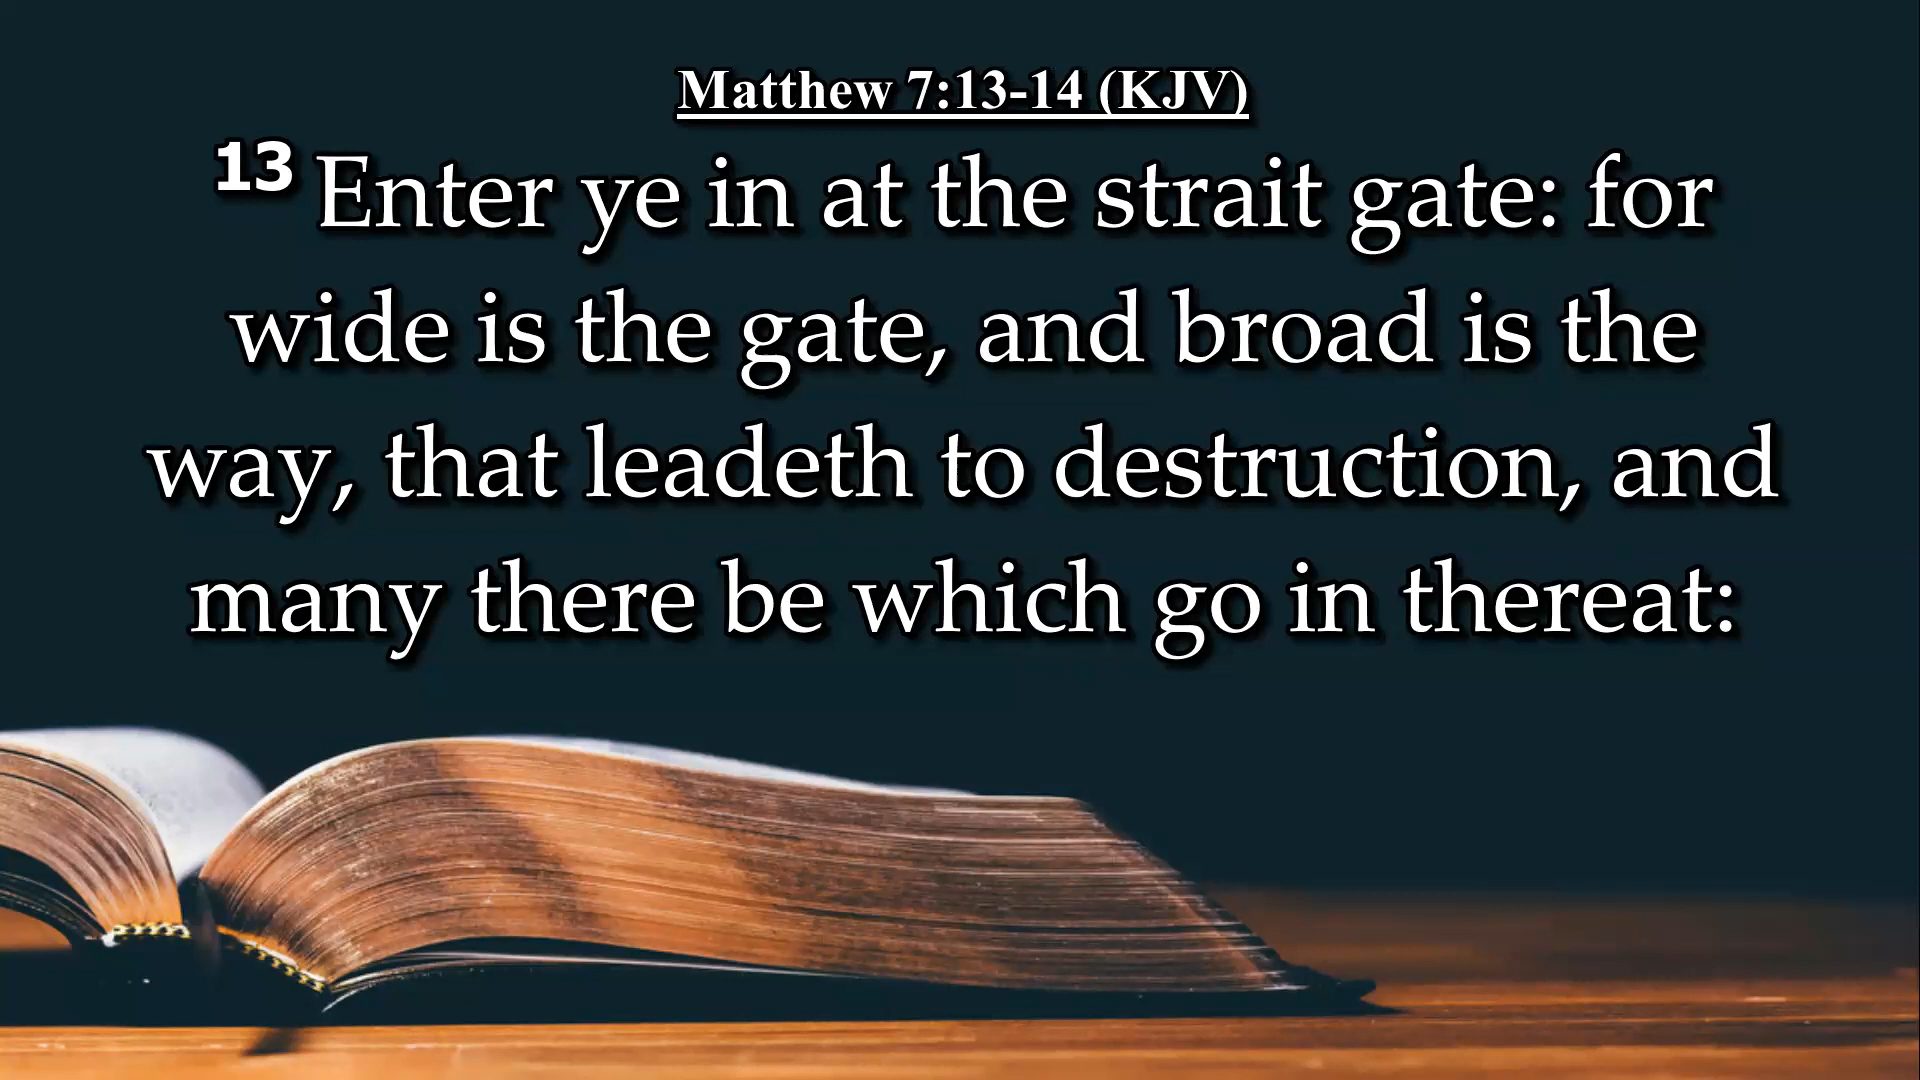 Matthew 7:13-14 (KJV)
13 Enter ye in at the strait gate: for
wide is the gate, and broad is the
way, that leadeth to destruction, and
many there be which go in thereat: